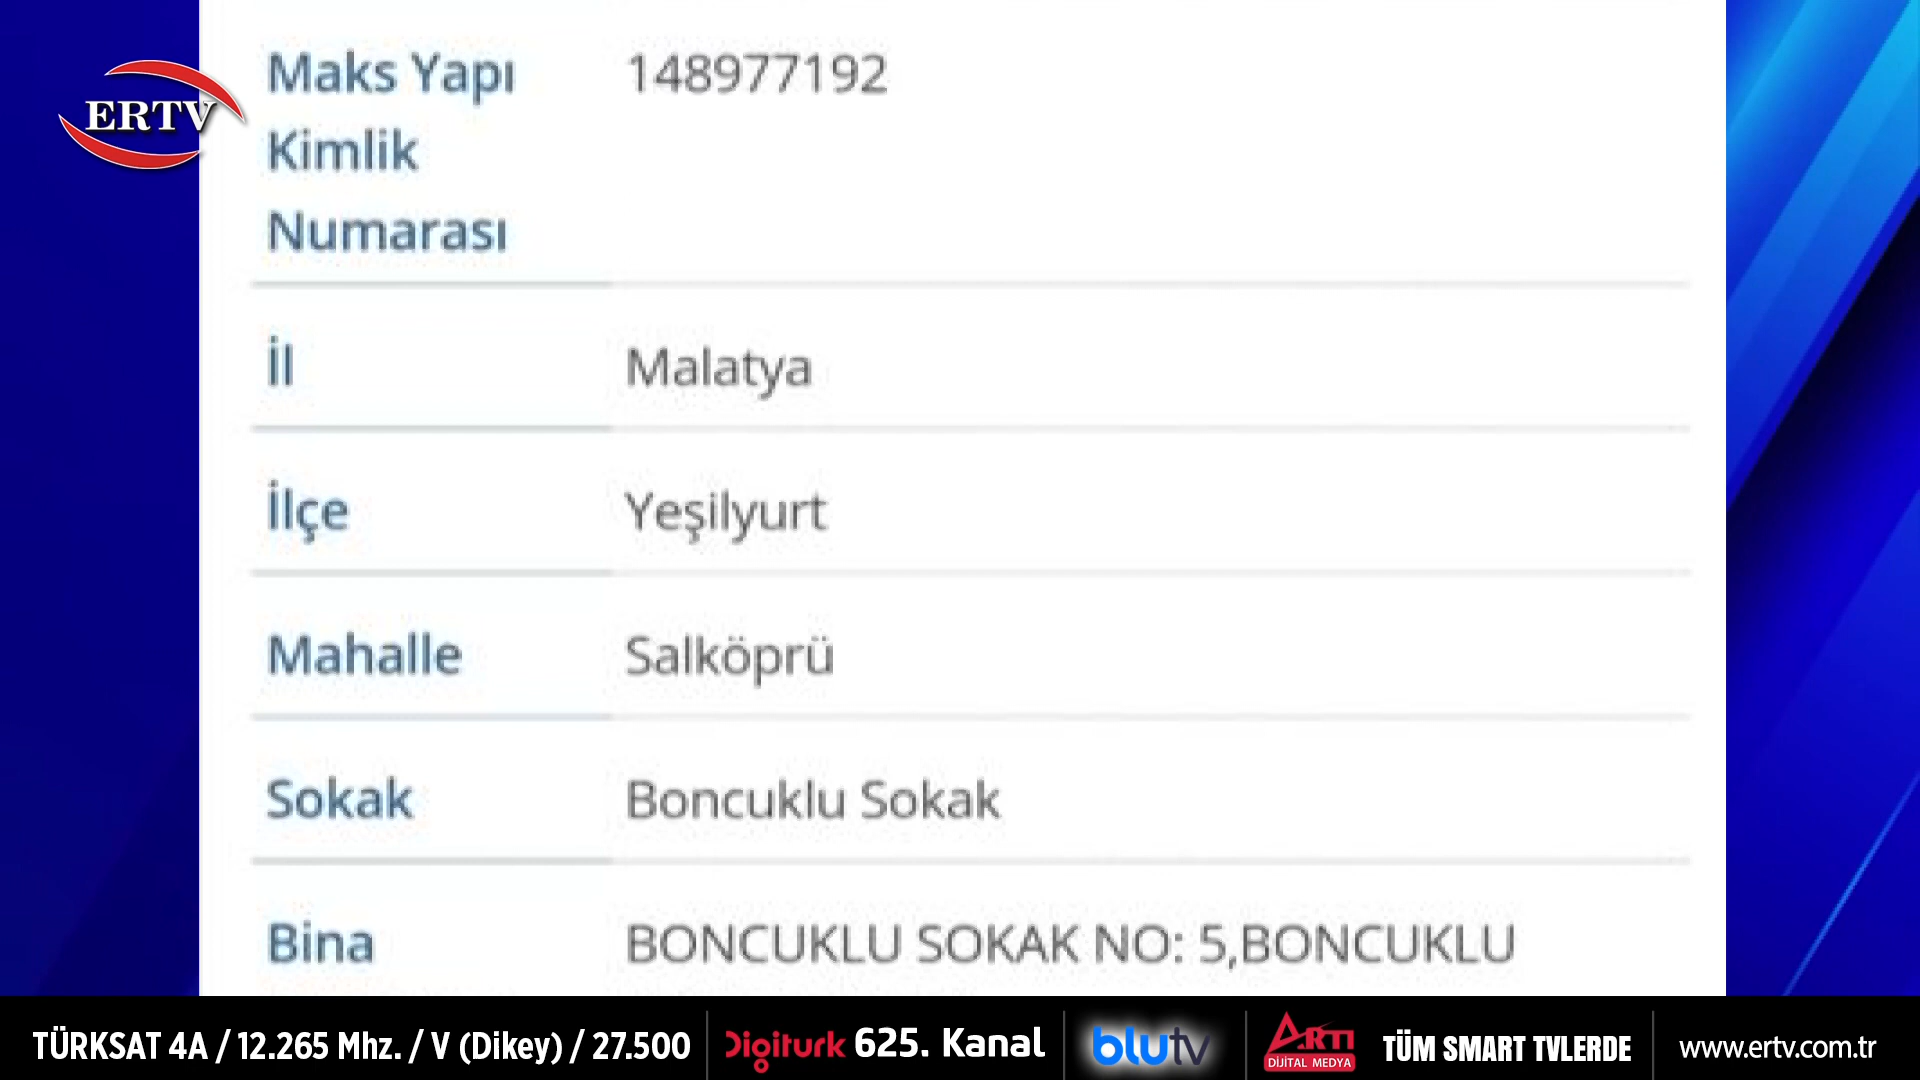 ERTV
Maks Yapı 148977192
Kimlik
Numarası
İl Malatya
İlçe Yeşilyurt
Mahalle Salköprü
Sokak Boncuklu Sokak
Bina BONCUKLU SOKAK NO: 5,BONCUKLU
TÜRKSAT 4A / 12.265 Mhz. / V (Dikey) / 27.500 Digiturk 625. Kanal blutv ARTI DİJİTAL MEDYA TÜM SMART TVLERDE www.ertv.com.tr